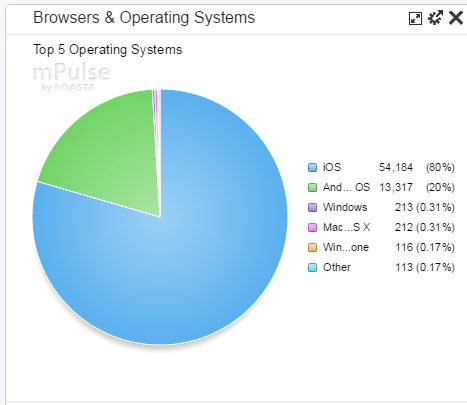 Browsers & Operating Systems
Top 5 Operating Systems
mPulse
by SOASTA
iOS 54,184 (80%)
And... OS 13,317 (20%)
Windows 213 (0.31%)
Mac...S X 212 (0.31%)
Win...one 116 (0.17%)
Other 113 (0.17%)